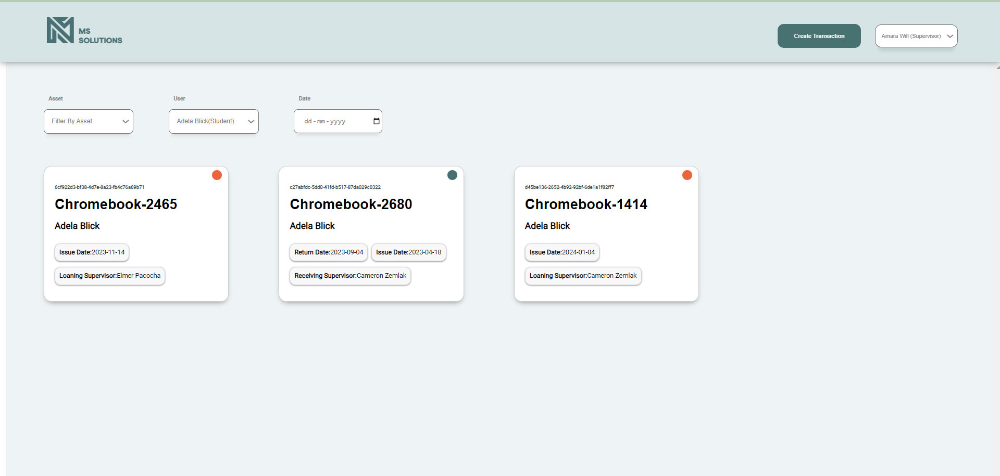 MS
SOLUTIONS
Create Transaction
Amara Will (Supervisor)
Asset
User
Date
Filter By Asset
Adela Blick(Student)
dd-mm-yyyy
6cf922d3-bf38-4d7e-8a23-fb4c76a69b71
Chromebook-2465
Adela Blick
Issue Date:2023-11-14
Loaning Supervisor:Elmer Pacocha
c27abfdc-5dd0-41fd-b517-87da029c0322
Chromebook-2680
Adela Blick
Return Date:2023-09-04
Issue Date:2023-04-18
Receiving Supervisor:Cameron Zemlak
d45be136-2652-4b92-92bf-6de1a1f82ff7
Chromebook-1414
Adela Blick
Issue Date:2024-01-04
Loaning Supervisor:Cameron Zemlak